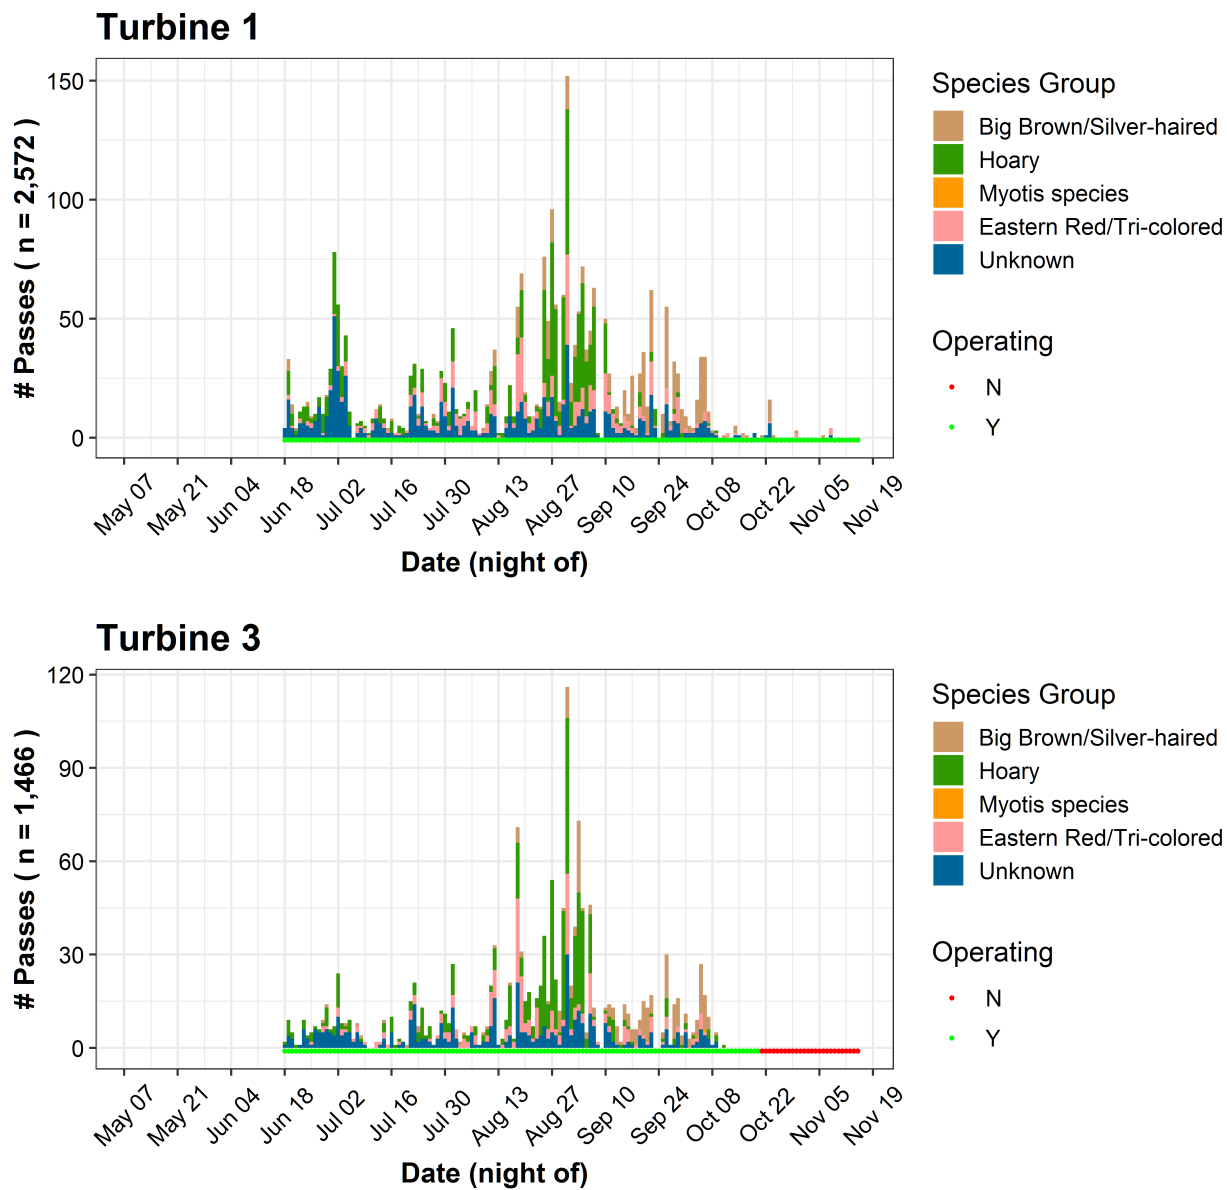 Turbine 1
# Passes ( n = 2,572 )
150
100
50
0
May 07
May 21
Jun 04
Jun 18
Jul 02
Jul 16
Jul 30
Aug 13
Aug 27
Sep 10
Sep 24
Oct 08
Oct 22
Nov 05
Nov 19
Date (night of)
Species Group
Big Brown/Silver-haired
Hoary
Myotis species
Eastern Red/Tri-colored
Unknown
Operating
N
Y
Turbine 3
# Passes ( n = 1,466 )
120
90
60
30
0
May 07
May 21
Jun 04
Jun 18
Jul 02
Jul 16
Jul 30
Aug 13
Aug 27
Sep 10
Sep 24
Oct 08
Oct 22
Nov 05
Nov 19
Date (night of)
Species Group
Big Brown/Silver-haired
Hoary
Myotis species
Eastern Red/Tri-colored
Unknown
Operating
N
Y